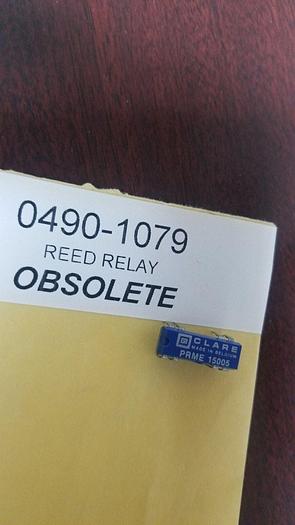 0490-1079
REED RELAY
OBSOLETE
CLARE
MADE IN BELGIUM
PRME 15005